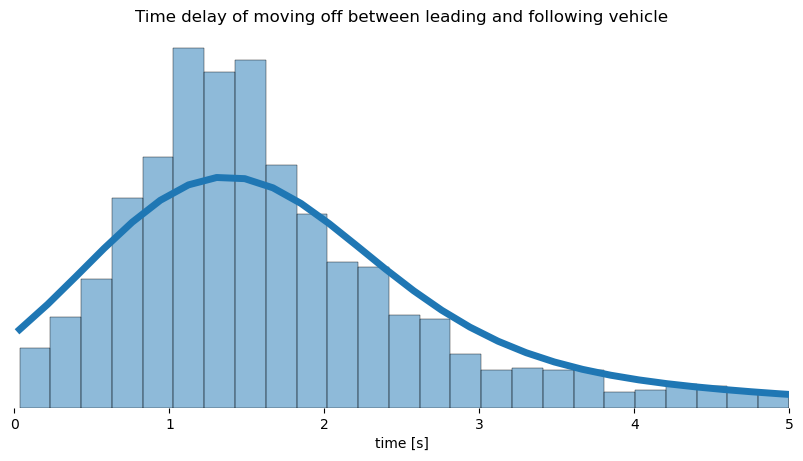 Time delay of moving off between leading and following vehicle
0 1 2 3 4 5
time [s]